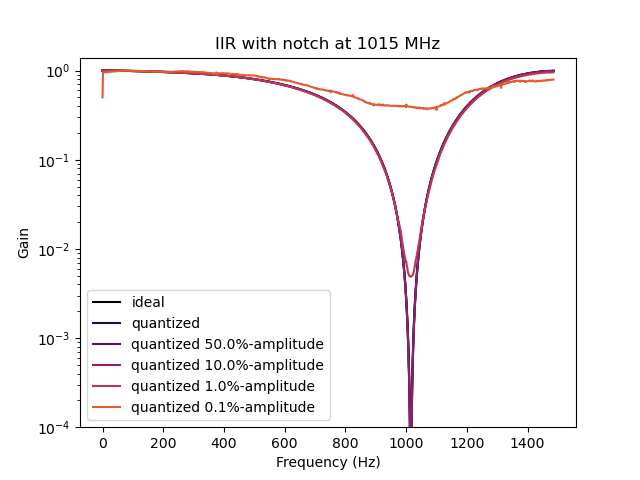 IIR with notch at 1015 MHz
10⁰
10⁻¹
10⁻²
10⁻³
10⁻⁴
Gain
ideal
quantized
quantized 50.0%-amplitude
quantized 10.0%-amplitude
quantized 1.0%-amplitude
quantized 0.1%-amplitude
0 200 400 600 800 1000 1200 1400
Frequency (Hz)